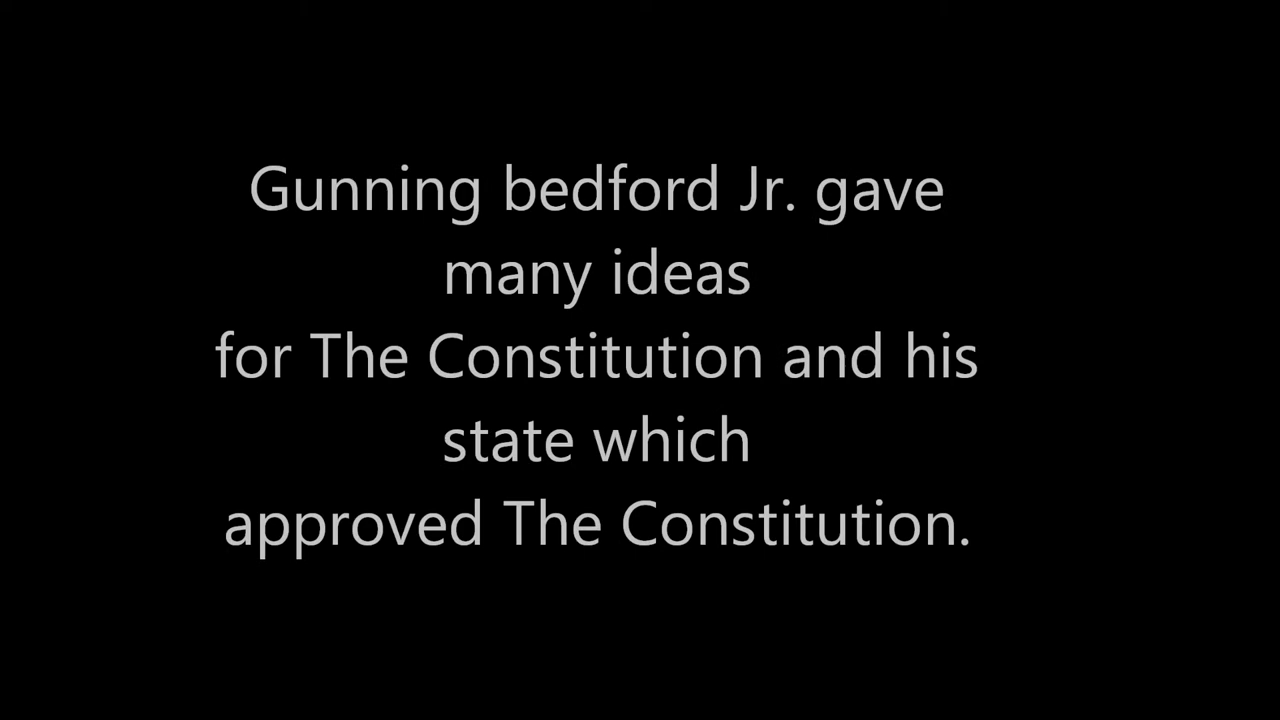 Gunning bedford Jr. gave
many ideas
for The Constitution and his
state which
approved The Constitution.